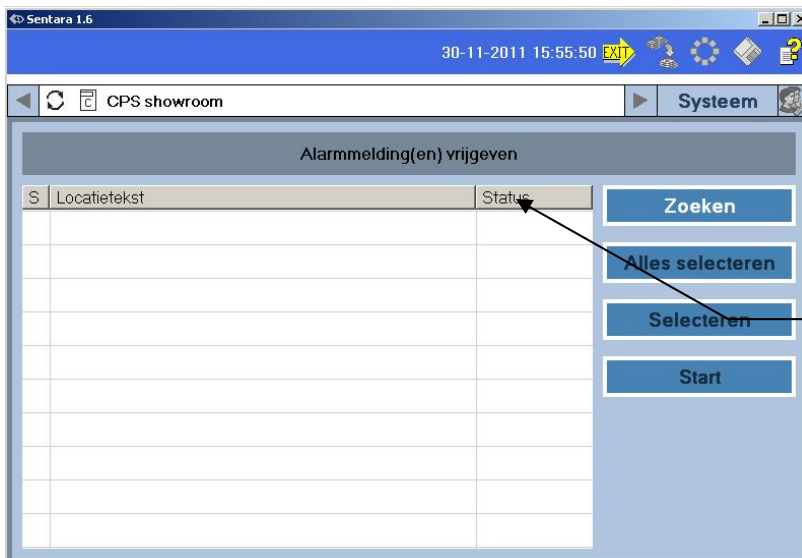 Sentara 1.6
30-11-2011 15:55:50 EXIT
c CPS showroom Systeem
Alarmmelding(en) vrijgeven
S Locatietekst Status
Zoeken
Alles selecteren
Selecteren
Start